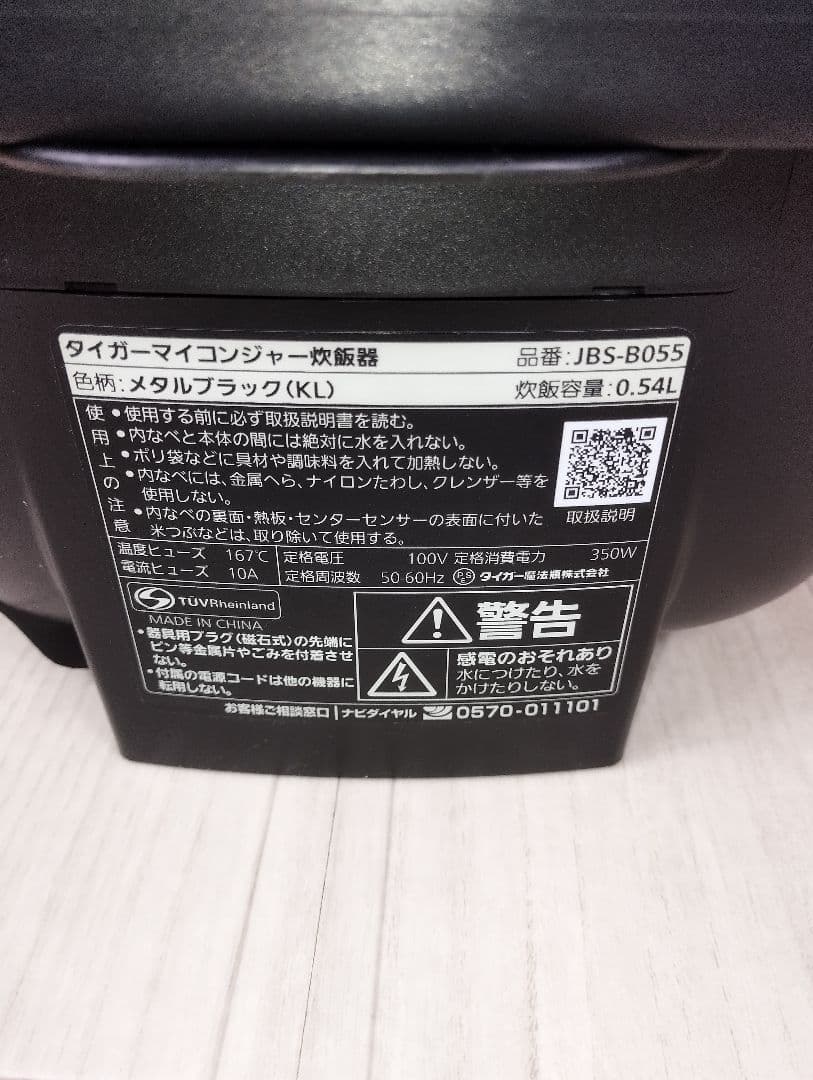 タイガーマイコンジャー炊飯器 品番:JBS-B055
色柄:メタルブラック(KL) 炊飯容量:0.54L
使用上の注意
•使用する前に必ず取扱説明書を読む。
•内なべと本体の間には絶対に水を入れない。
•ポリ袋などに具材や調味料を入れて加熱しない。
•内なべには、金属へら、ナイロンたわし、クレンザー等を
使用しない。
•内なべの裏面・熱板・センターセンサーの表面に付いた
米つぶなどは、取り除いて使用する。
取扱説明
温度ヒューズ 167℃ 定格電圧 100V 定格消費電力 350W
電流ヒューズ 10A 定格周波数 50-60Hz PSE タイガー魔法瓶株式会社
TÜVRheinland
MADE IN CHINA
•器具用プラグ(磁石式)の先端に
ピン等金属片やごみを付着させ
ない。
•付属の電源コードは他の機器に
転用しない。
警告
感電のおそれあり
水につけたり、水を
かけたりしない。
お客様ご相談窓口 ナビダイヤル 0570-011101